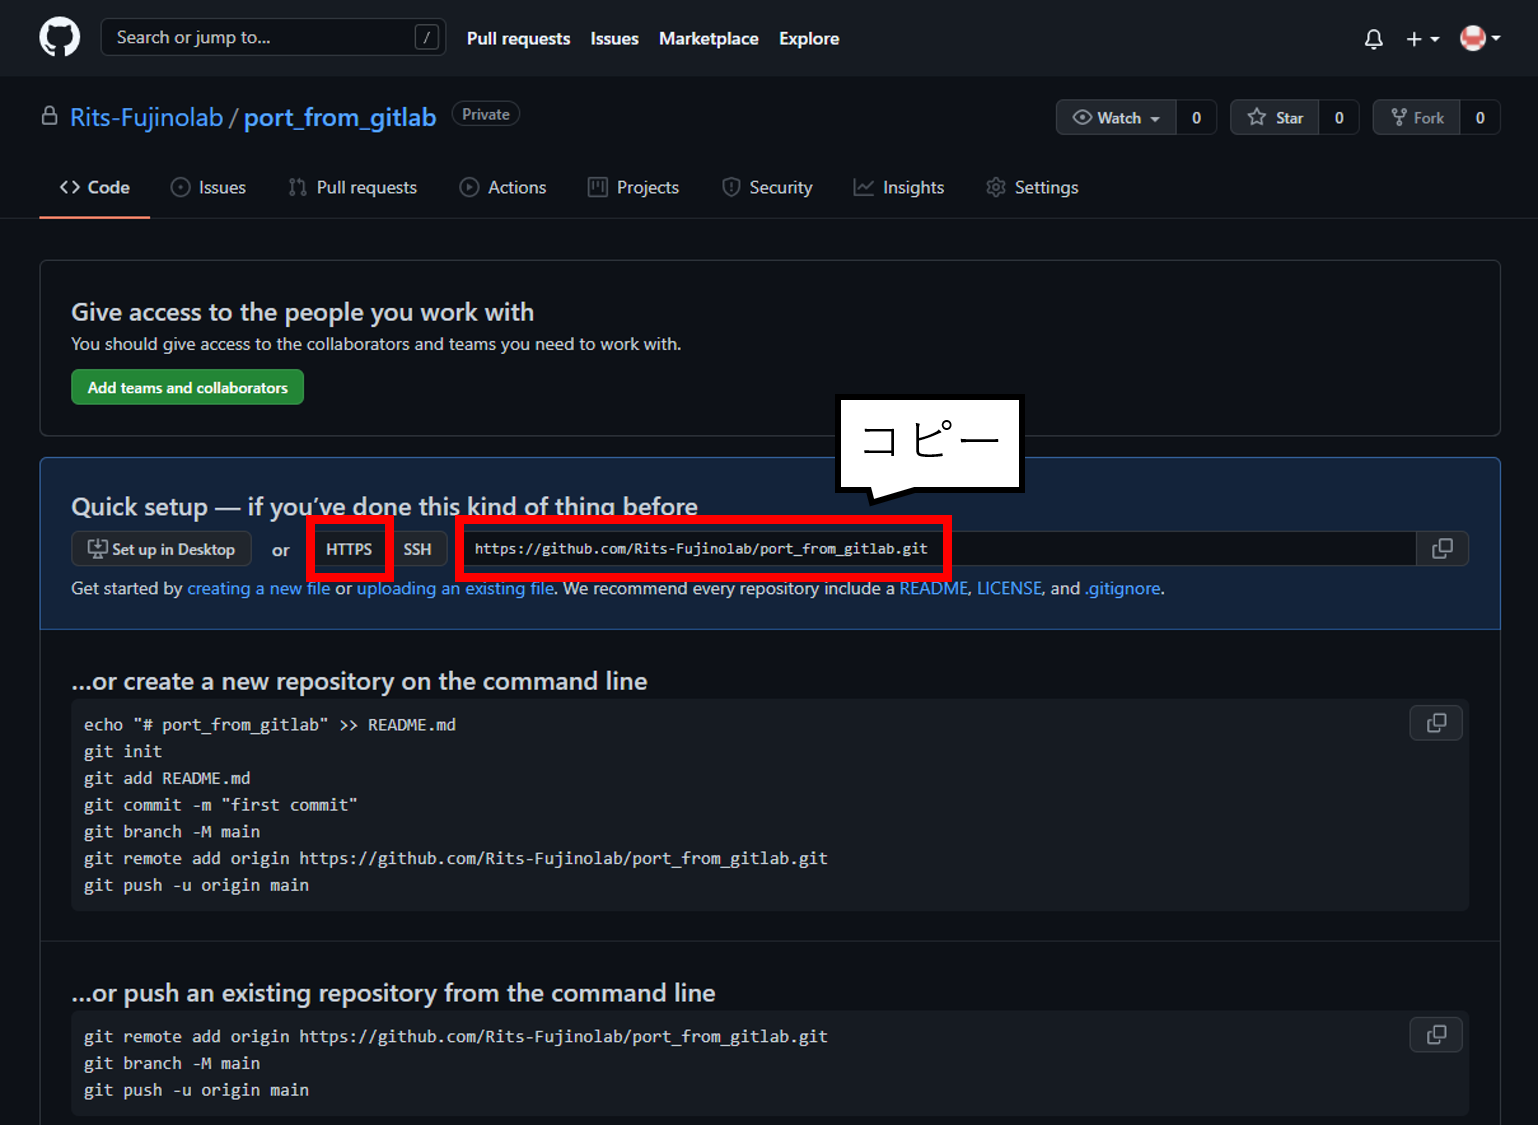 Search or jump to... /
Pull requests Issues Marketplace Explore
Rits-Fujinolab / port_from_gitlab Private
Watch 0 Star 0 Fork 0
Code Issues Pull requests Actions Projects Security Insights Settings
Give access to the people you work with
You should give access to the collaborators and teams you need to work with.
Add teams and collaborators
コピー
Quick setup — if you’ve done this kind of thing before
Set up in Desktop or HTTPS SSH https://github.com/Rits-Fujinolab/port_from_gitlab.git
Get started by creating a new file or uploading an existing file. We recommend every repository include a README, LICENSE, and .gitignore.
...or create a new repository on the command line
echo "# port_from_gitlab" >> README.md
git init
git add README.md
git commit -m "first commit"
git branch -M main
git remote add origin https://github.com/Rits-Fujinolab/port_from_gitlab.git
git push -u origin main
...or push an existing repository from the command line
git remote add origin https://github.com/Rits-Fujinolab/port_from_gitlab.git
git branch -M main
git push -u origin main